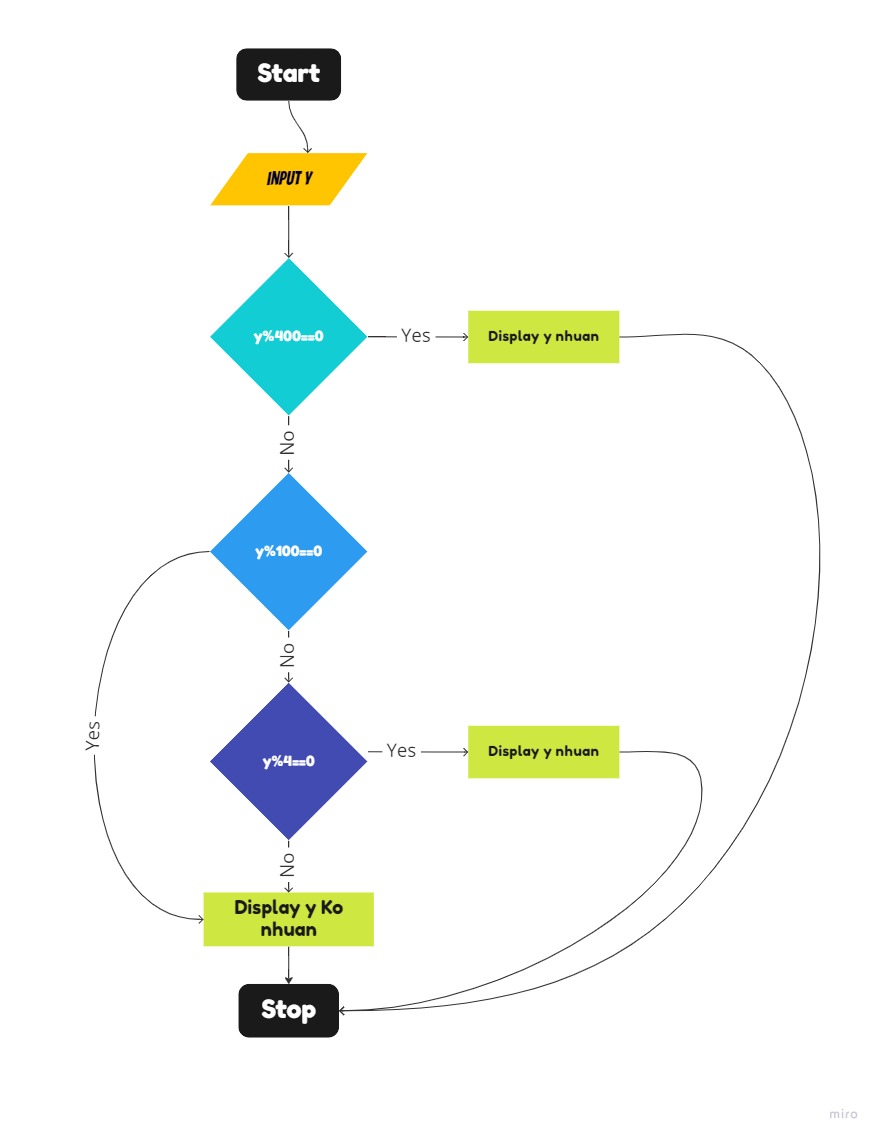 Start
INPUT Y
y%400==0
Yes
Display y nhuan
No
y%100==0
No
Yes
y%4==0
Yes
Display y nhuan
No
Display y Ko
nhuan
Stop
miro